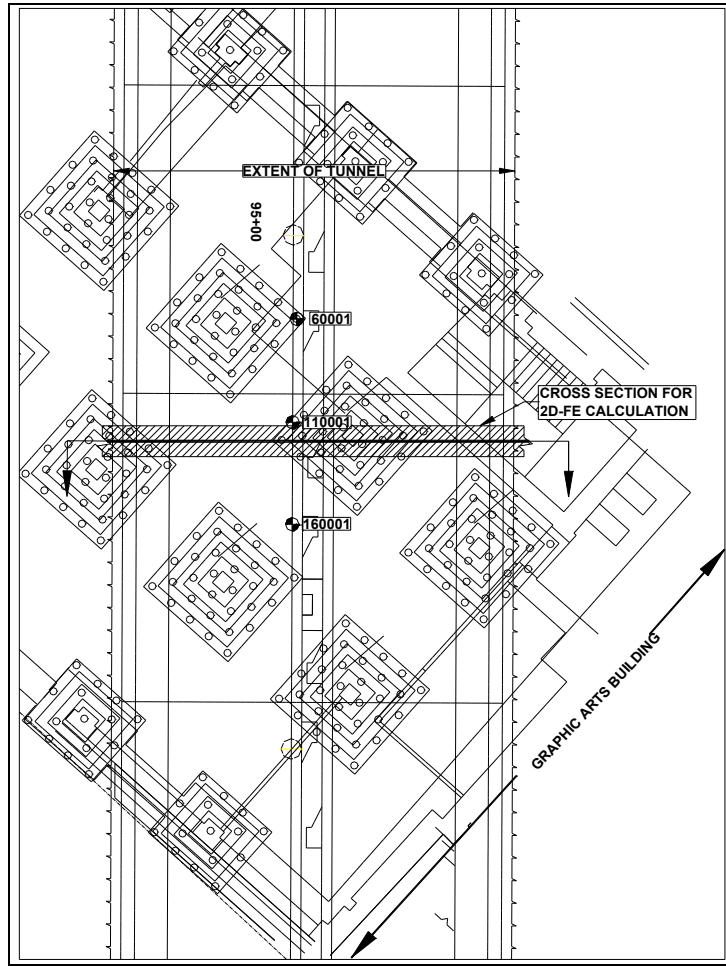 EXTENT OF TUNNEL
95+00
60001
CROSS SECTION FOR
2D-FE CALCULATION
110001
160001
GRAPHIC ARTS BUILDING